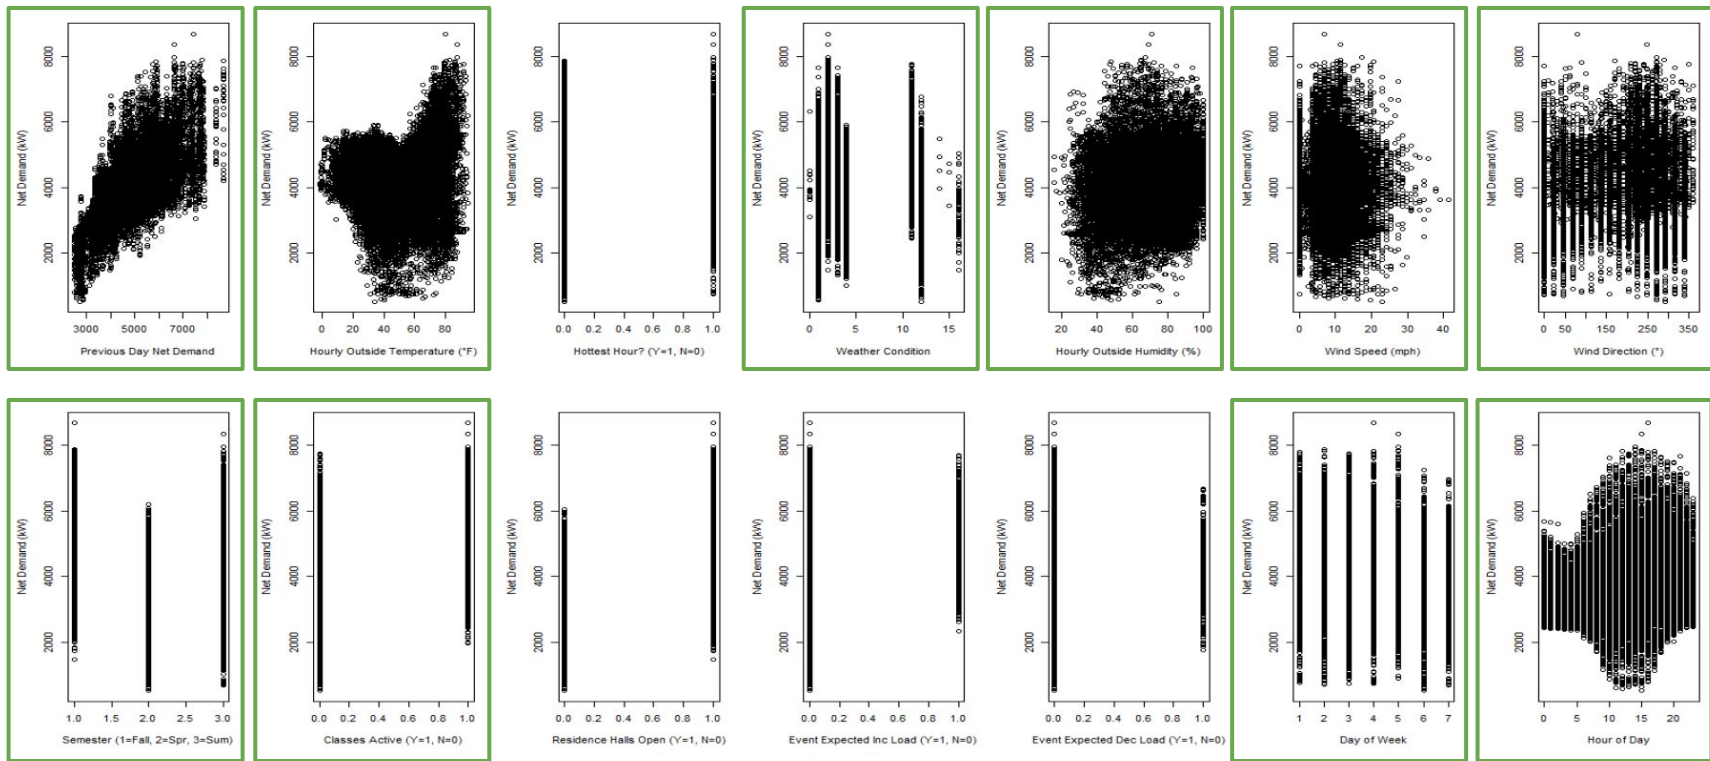 Net Demand (kW)
2000 4000 6000 8000
3000 5000 7000
Previous Day Net Demand
Net Demand (kW)
2000 4000 6000 8000
0 20 40 60 80
Hourly Outside Temperature (°F)
Net Demand (kW)
2000 4000 6000 8000
0.0 0.2 0.4 0.6 0.8 1.0
Hottest Hour? (Y=1, N=0)
Net Demand (kW)
2000 4000 6000 8000
0 5 10 15
Weather Condition
Net Demand (kW)
2000 4000 6000 8000
20 40 60 80 100
Hourly Outside Humidity (%)
Net Demand (kW)
2000 4000 6000 8000
0 10 20 30 40
Wind Speed (mph)
Net Demand (kW)
2000 4000 6000 8000
0 50 150 250 350
Wind Direction (°)
Net Demand (kW)
2000 4000 6000 8000
1.0 1.5 2.0 2.5 3.0
Semester (1=Fall, 2=Spr, 3=Sum)
Net Demand (kW)
2000 4000 6000 8000
0.0 0.2 0.4 0.6 0.8 1.0
Classes Active (Y=1, N=0)
Net Demand (kW)
2000 4000 6000 8000
0.0 0.2 0.4 0.6 0.8 1.0
Residence Halls Open (Y=1, N=0)
Net Demand (kW)
2000 4000 6000 8000
0.0 0.2 0.4 0.6 0.8 1.0
Event Expected Inc Load (Y=1, N=0)
Net Demand (kW)
2000 4000 6000 8000
0.0 0.2 0.4 0.6 0.8 1.0
Event Expected Dec Load (Y=1, N=0)
Net Demand (kW)
2000 4000 6000 8000
1 2 3 4 5 6 7
Day of Week
Net Demand (kW)
2000 4000 6000 8000
0 5 10 15 20
Hour of Day